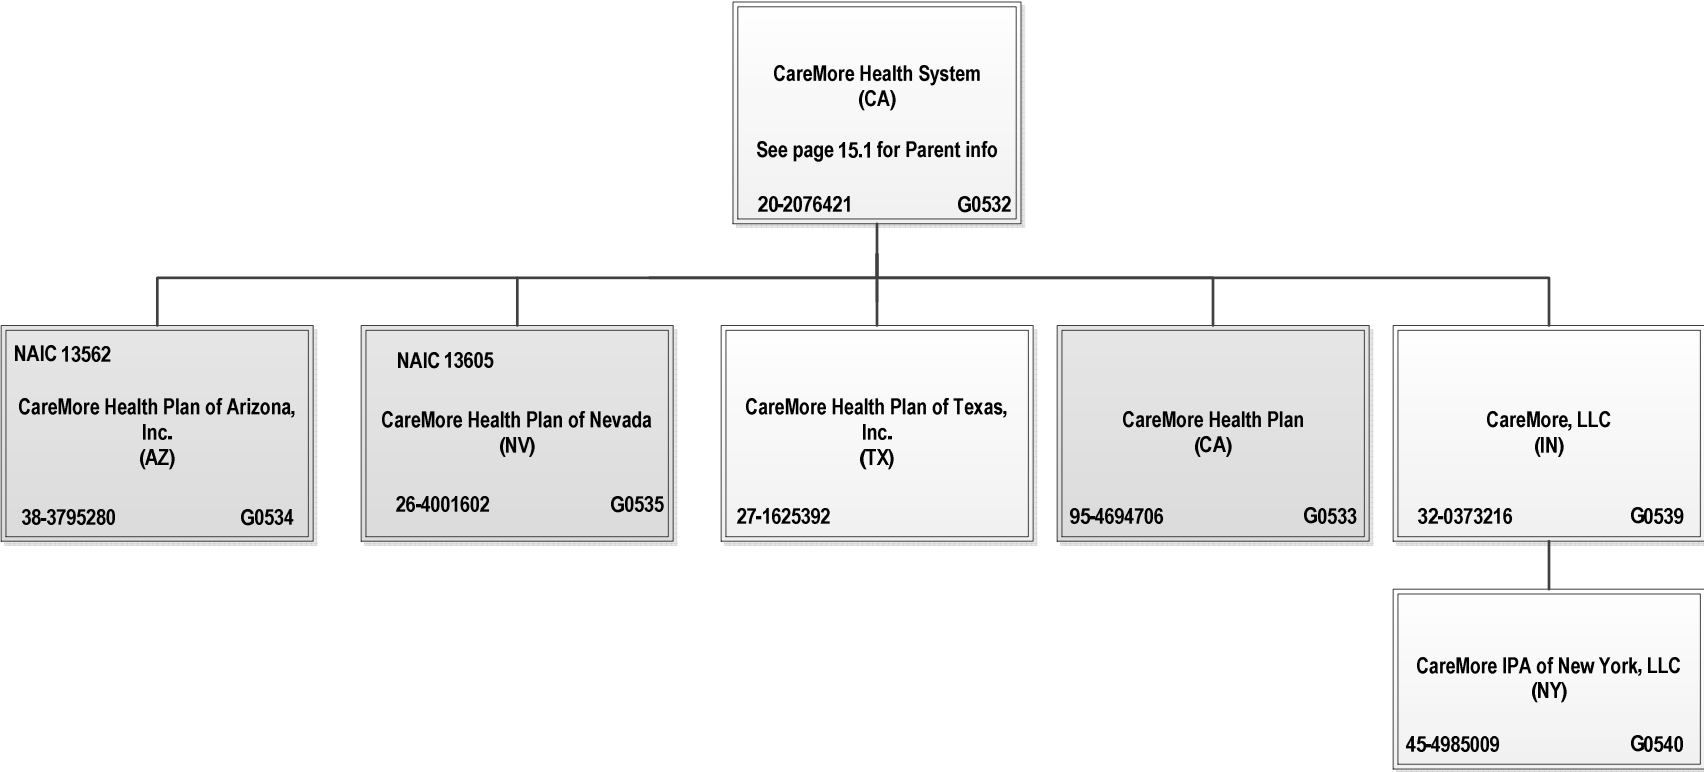 CareMore Health System
(CA)
See page 15.1 for Parent info
20-2076421 G0532
NAIC 13562
CareMore Health Plan of Arizona,
Inc.
(AZ)
38-3795280 G0534
NAIC 13605
CareMore Health Plan of Nevada
(NV)
26-4001602 G0535
CareMore Health Plan of Texas,
Inc.
(TX)
27-1625392
CareMore Health Plan
(CA)
95-4694706 G0533
CareMore, LLC
(IN)
32-0373216 G0539
CareMore IPA of New York, LLC
(NY)
45-4985009 G0540